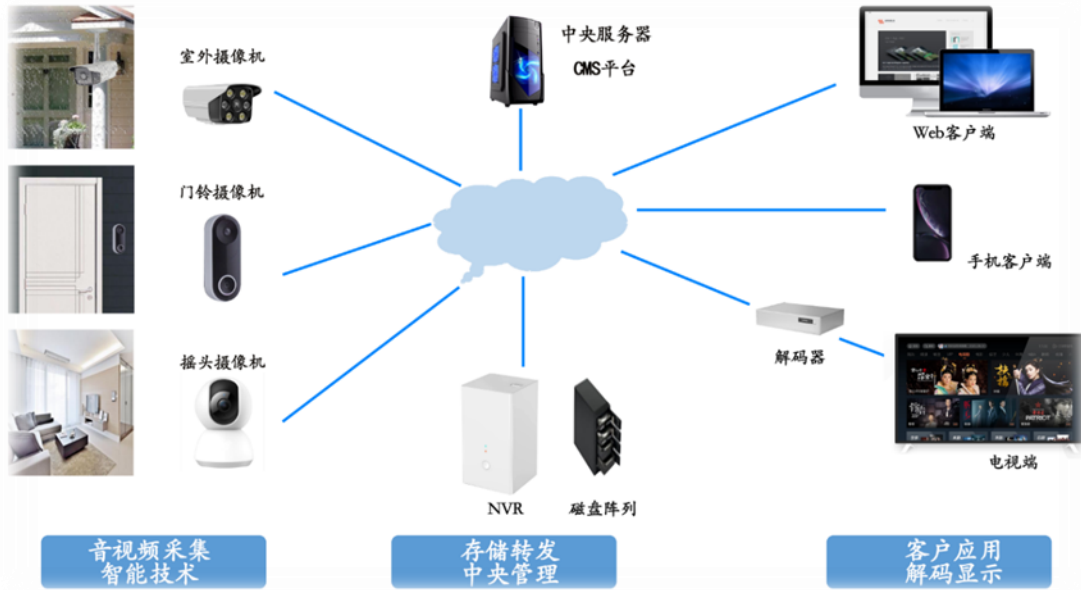 室外摄像机
中央服务器
CMS平台
Web客户端
门铃摄像机
手机客户端
摇头摄像机
解码器
电视端
NVR
磁盘阵列
音视频采集
智能技术
存储转发
中央管理
客户应用
解码显示